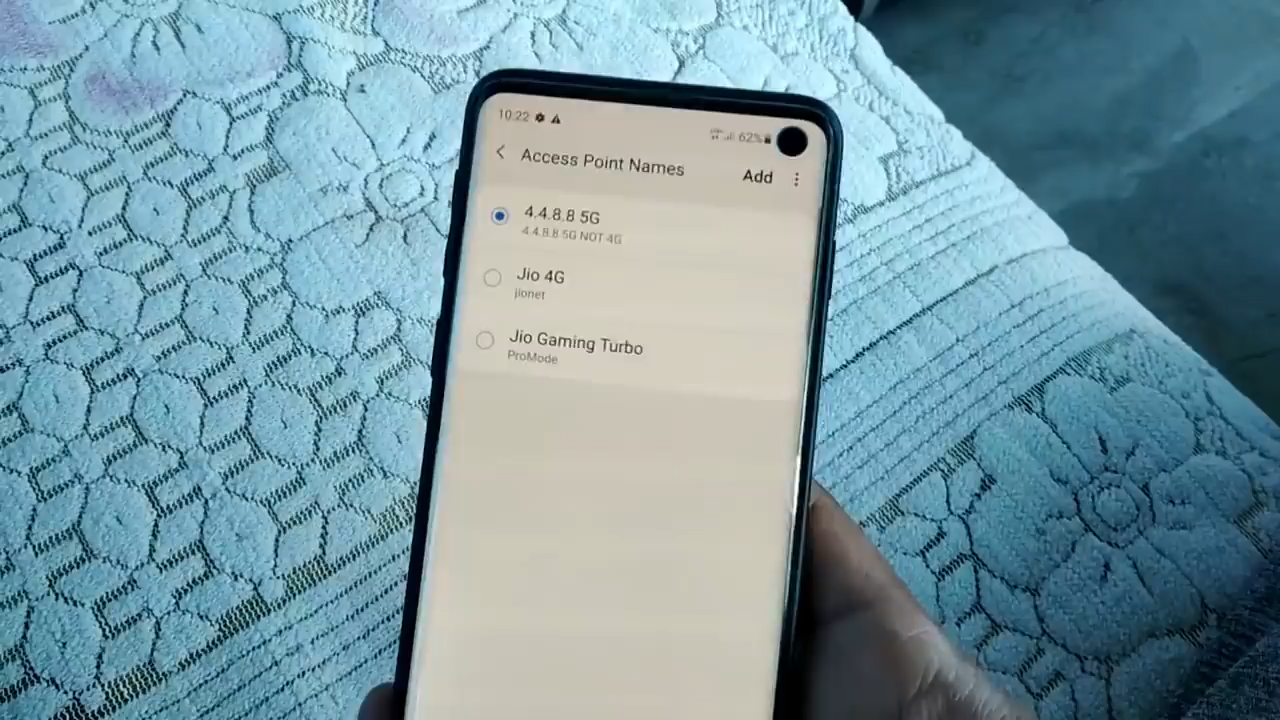 10:22
62%
Access Point Names
Add
4.4.8.8 5G
4.4.8.8 5G NOT 4G
Jio 4G
jionet
Jio Gaming Turbo
ProMode